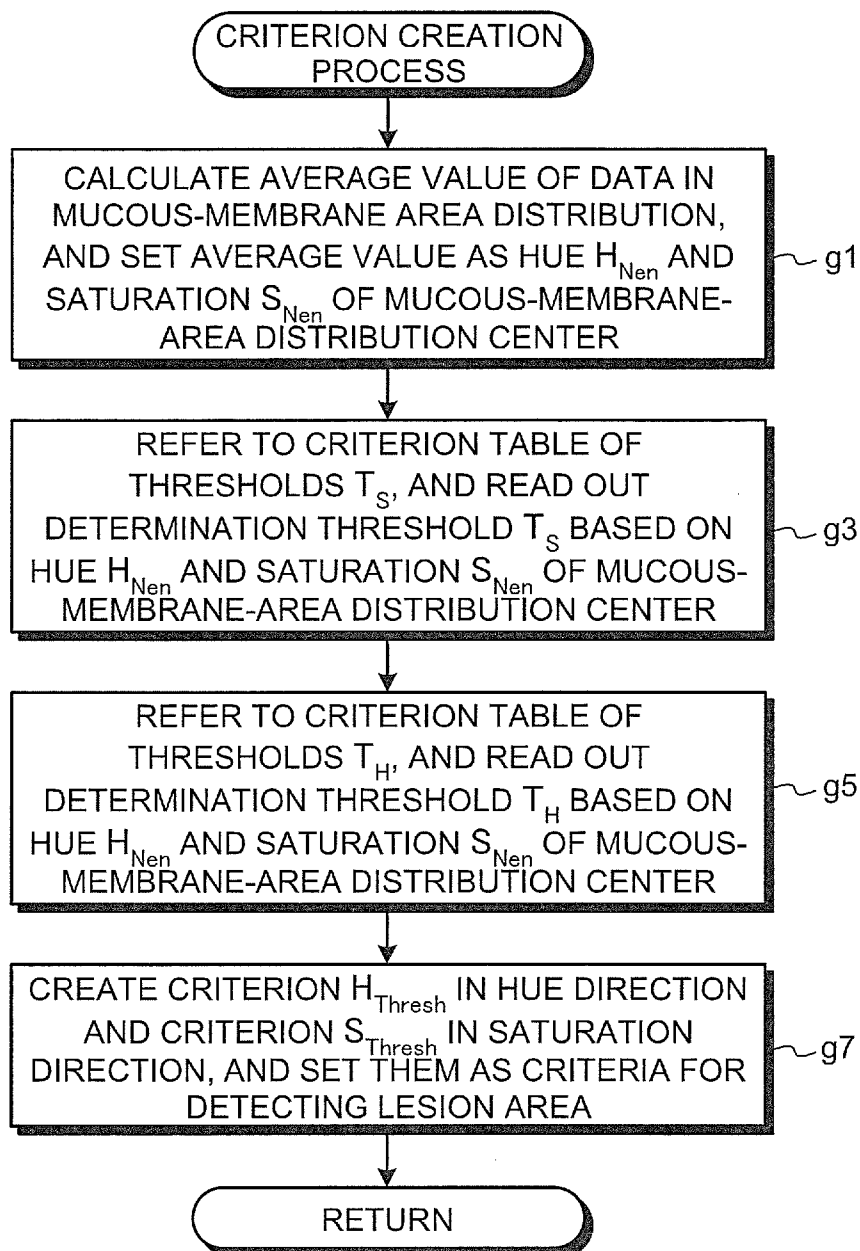 CRITERION CREATION
PROCESS
CALCULATE AVERAGE VALUE OF DATA IN
MUCOUS-MEMBRANE AREA DISTRIBUTION,
AND SET AVERAGE VALUE AS HUE H_Nen AND
SATURATION S_Nen OF MUCOUS-MEMBRANE-
AREA DISTRIBUTION CENTER
g1
REFER TO CRITERION TABLE OF
THRESHOLDS T_S, AND READ OUT
DETERMINATION THRESHOLD T_S BASED ON
HUE H_Nen AND SATURATION S_Nen OF MUCOUS-
MEMBRANE-AREA DISTRIBUTION CENTER
g3
REFER TO CRITERION TABLE OF
THRESHOLDS T_H, AND READ OUT
DETERMINATION THRESHOLD T_H BASED ON
HUE H_Nen AND SATURATION S_Nen OF MUCOUS-
MEMBRANE-AREA DISTRIBUTION CENTER
g5
CREATE CRITERION H_Thresh IN HUE DIRECTION
AND CRITERION S_Thresh IN SATURATION
DIRECTION, AND SET THEM AS CRITERIA FOR
DETECTING LESION AREA
g7
RETURN